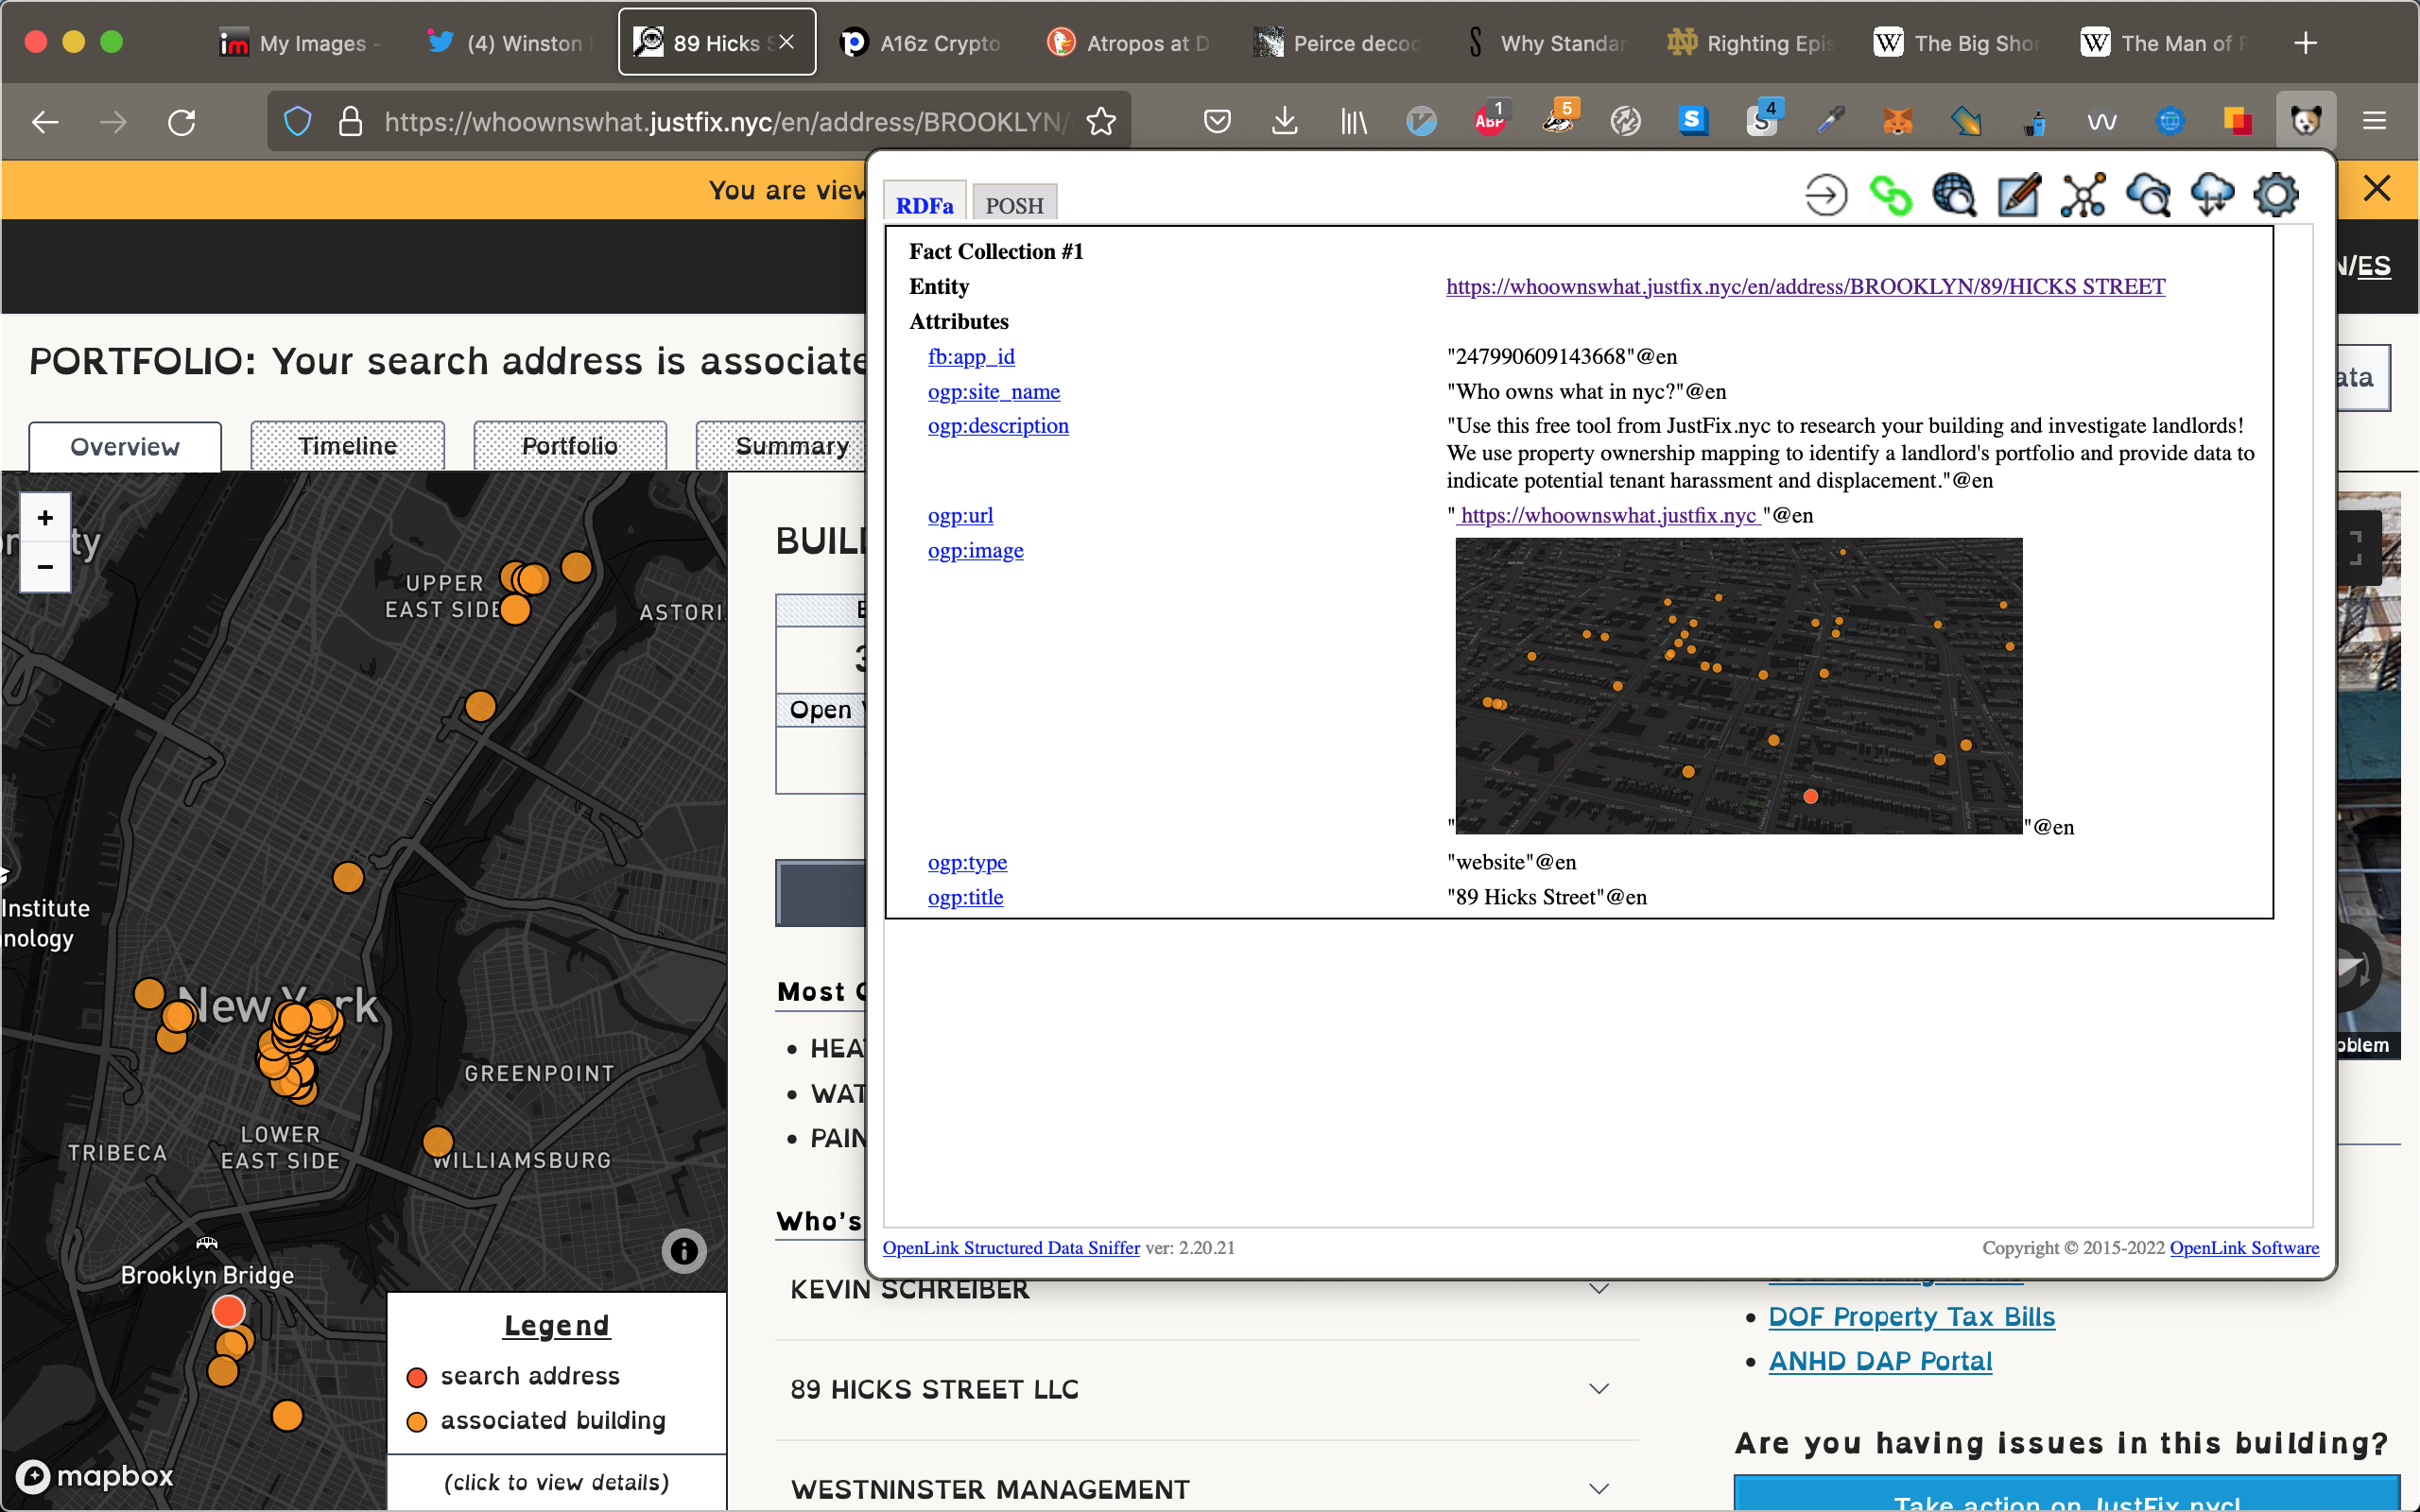 My Images -
(4) Winston
89 Hicks S
A16z Crypto
Atropos at D
Peirce decod
Why Standar
Righting Epis
The Big Shor
The Man of R
https://whoownswhat.justfix.nyc/en/address/BROOKLYN/
ABP
1
5
4
You are view
RDFa
POSH
N/ES
Fact Collection #1
Entity
https://whoownswhat.justfix.nyc/en/address/BROOKLYN/89/HICKS STREET
Attributes
fb:app_id
"247990609143668"@en
ogp:site_name
"Who owns what in nyc?"@en
ogp:description
"Use this free tool from JustFix.nyc to research your building and investigate landlords!
We use property ownership mapping to identify a landlord's portfolio and provide data to
indicate potential tenant harassment and displacement."@en
ogp:url
" https://whoownswhat.justfix.nyc "@en
ogp:image
" "@en
ogp:type
"website"@en
ogp:title
"89 Hicks Street"@en
OpenLink Structured Data Sniffer ver: 2.20.21
Copyright © 2015-2022 OpenLink Software
PORTFOLIO: Your search address is associate
ata
Overview
Timeline
Portfolio
Summary
+
−
ty
UPPER
EAST SIDE
ASTORI
Institute
nology
New York
GREENPOINT
TRIBECA
LOWER
EAST SIDE
WILLIAMSBURG
Brooklyn Bridge
Legend
search address
associated building
(click to view details)
mapbox
BUIL
Open
Most
HEA
WAT
PAIN
Who's
KEVIN SCHREIBER
89 HICKS STREET LLC
WESTNINSTER MANAGEMENT
oblem
DOF Property Tax Bills
ANHD DAP Portal
Are you having issues in this building?
Take action on JustFix.nyc!